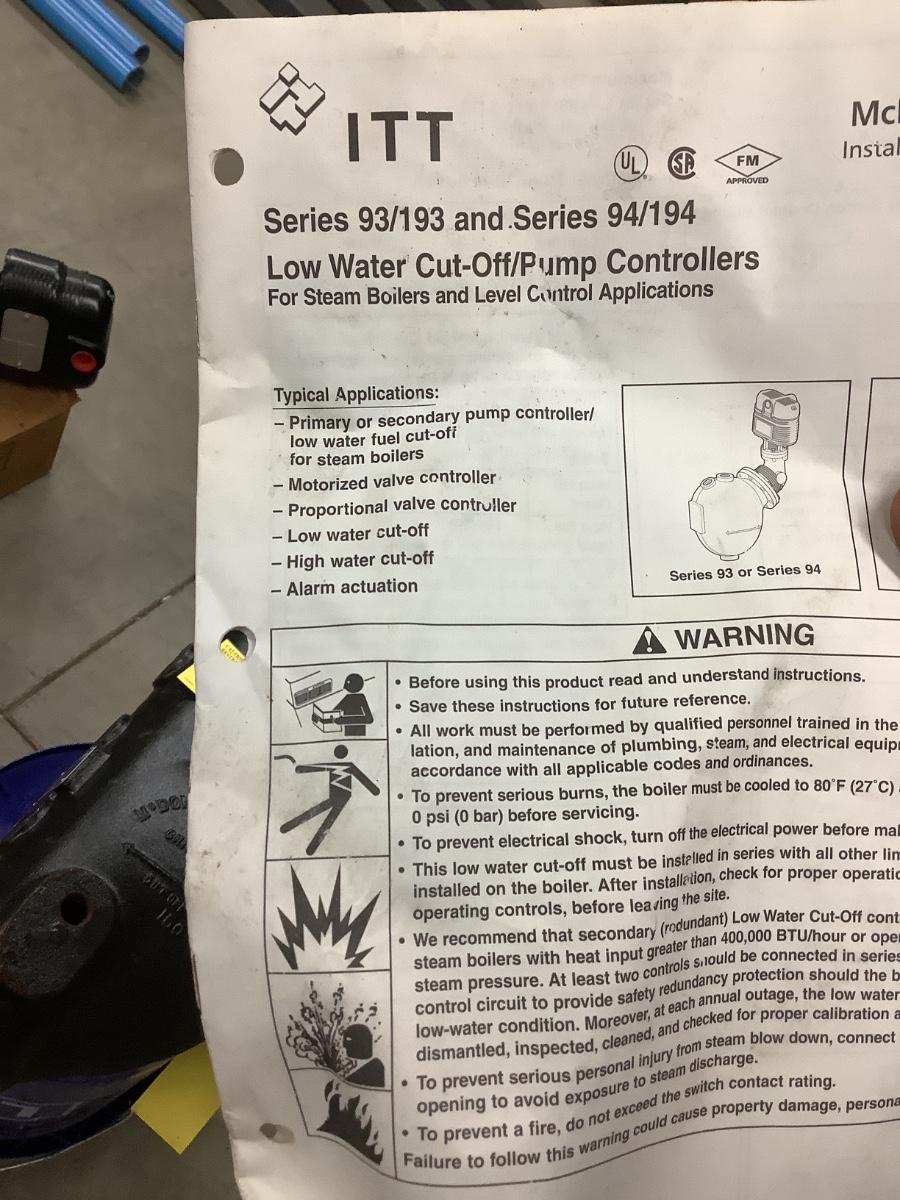 ITT
UL
SA
FM
APPROVED
Instal
Series 93/193 and Series 94/194
Low Water Cut-Off/Pump Controllers
For Steam Boilers and Level Control Applications
Typical Applications:
– Primary or secondary pump controller/
low water fuel cut-off
for steam boilers
– Motorized valve controller
– Proportional valve controller
– Low water cut-off
– High water cut-off
– Alarm actuation
Series 93 or Series 94
WARNING
• Before using this product read and understand instructions.
• Save these instructions for future reference.
• All work must be performed by qualified personnel trained in the
lation, and maintenance of plumbing, steam, and electrical equip
accordance with all applicable codes and ordinances.
• To prevent serious burns, the boiler must be cooled to 80°F (27°C)
0 psi (0 bar) before servicing.
• To prevent electrical shock, turn off the electrical power before mak
• This low water cut-off must be installed in series with all other lim
installed on the boiler. After installation, check for proper operatio
operating controls, before leaving the site.
• We recommend that secondary (redundant) Low Water Cut-Off cont
steam boilers with heat input greater than 400,000 BTU/hour or oper
steam pressure. At least two controls should be connected in series
control circuit to provide safety redundancy protection should the b
low-water condition. Moreover, at each annual outage, the low water
dismantled, inspected, cleaned, and checked for proper calibration a
• To prevent serious personal injury from steam blow down, connect
opening to avoid exposure to steam discharge.
• To prevent a fire, do not exceed the switch contact rating.
Failure to follow this warning could cause property damage, persona